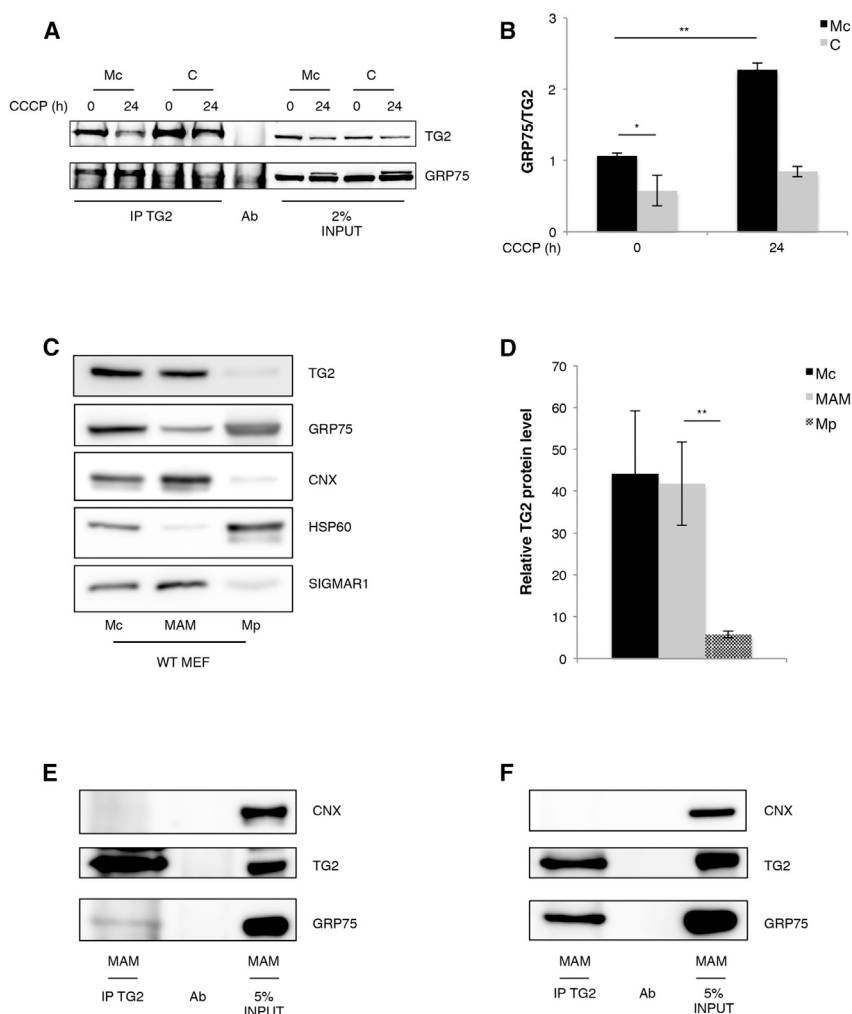 A
Mc C Mc C
CCCP (h) 0 24 0 24 0 24 0 24
TG2
GRP75
IP TG2 Ab 2%
INPUT
B
Mc
C
GRP75/TG2
3
2
1
0
**
*
CCCP (h) 0 24
C
TG2
GRP75
CNX
HSP60
SIGMAR1
Mc MAM Mp
WT MEF
D
Mc
MAM
Mp
Relative TG2 protein level
70
60
50
40
30
20
10
0
**
E
CNX
TG2
GRP75
MAM MAM
IP TG2 Ab 5%
INPUT
F
CNX
TG2
GRP75
MAM MAM
IP TG2 Ab 5%
INPUT